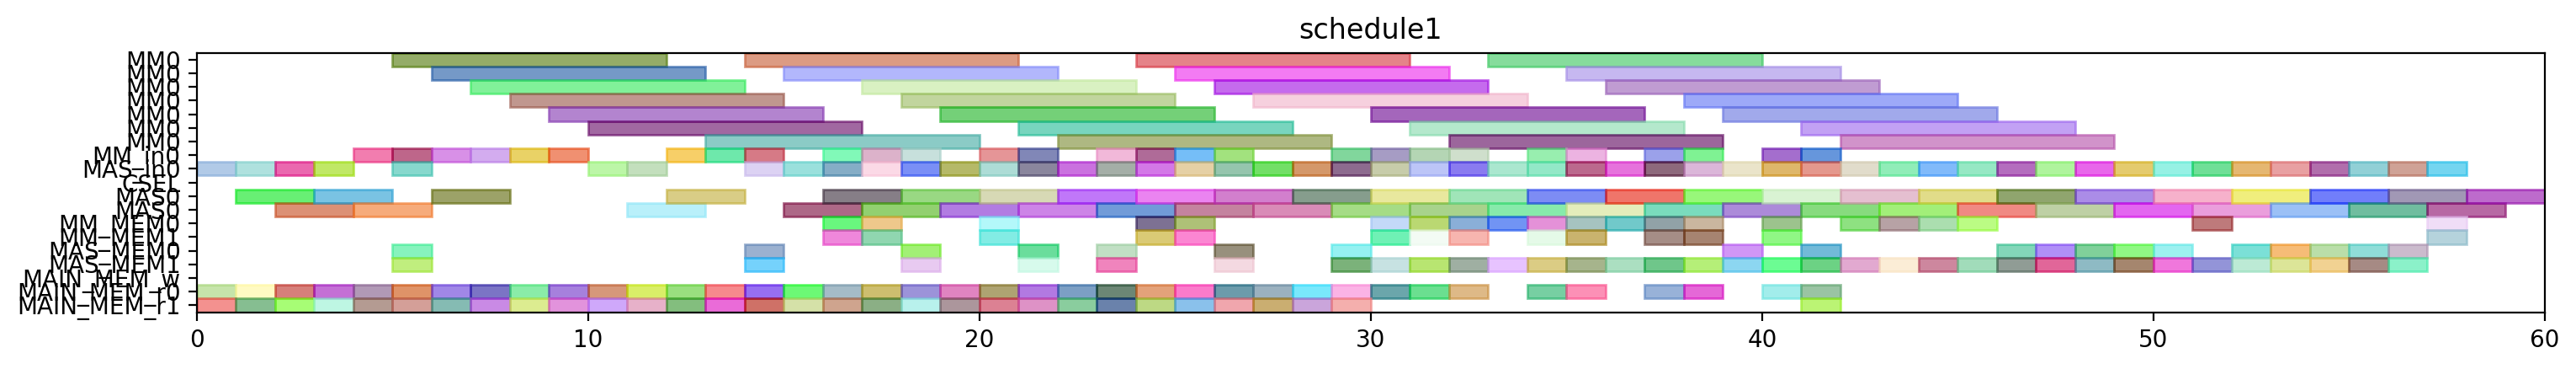 schedule1
MM0
MM0
MM0
MM0
MM0
MM0
MM0
MM_in0
MAS_in0
CSEL
MAS0
MAS0
MM_MEM0
MM_MEM1
MAS_MEM0
MAS_MEM1
MAIN_MEM_w
MAIN_MEM_r0
MAIN_MEM_r1
0 10 20 30 40 50 60